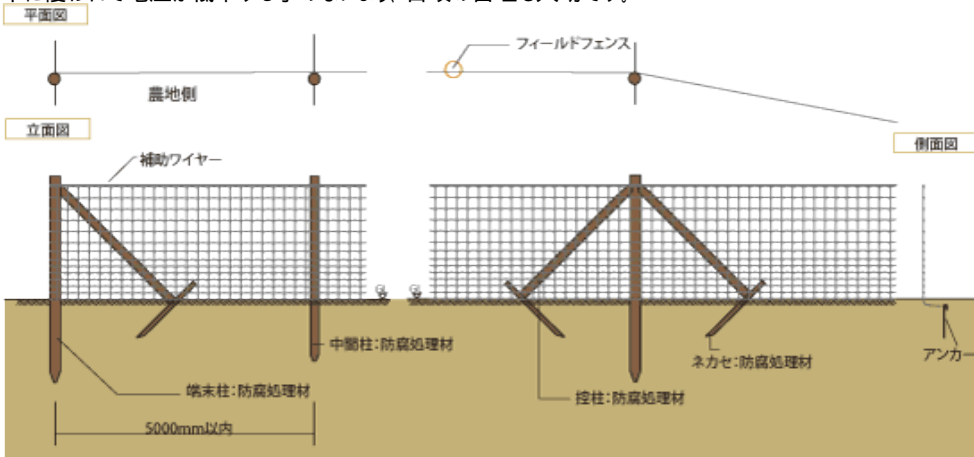 平面図
フィールドフェンス
農地側
立面図
側面図
補助ワイヤー
中間柱:防腐処理材
ネカセ:防腐処理材
アンカー
端末柱:防腐処理材
控柱:防腐処理材
5000mm以内